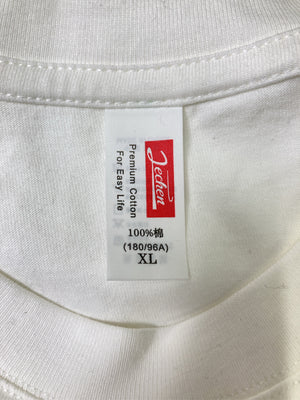 Jechen
Premium Cotton
For Easy Life
100%棉
(180/96A)
XL